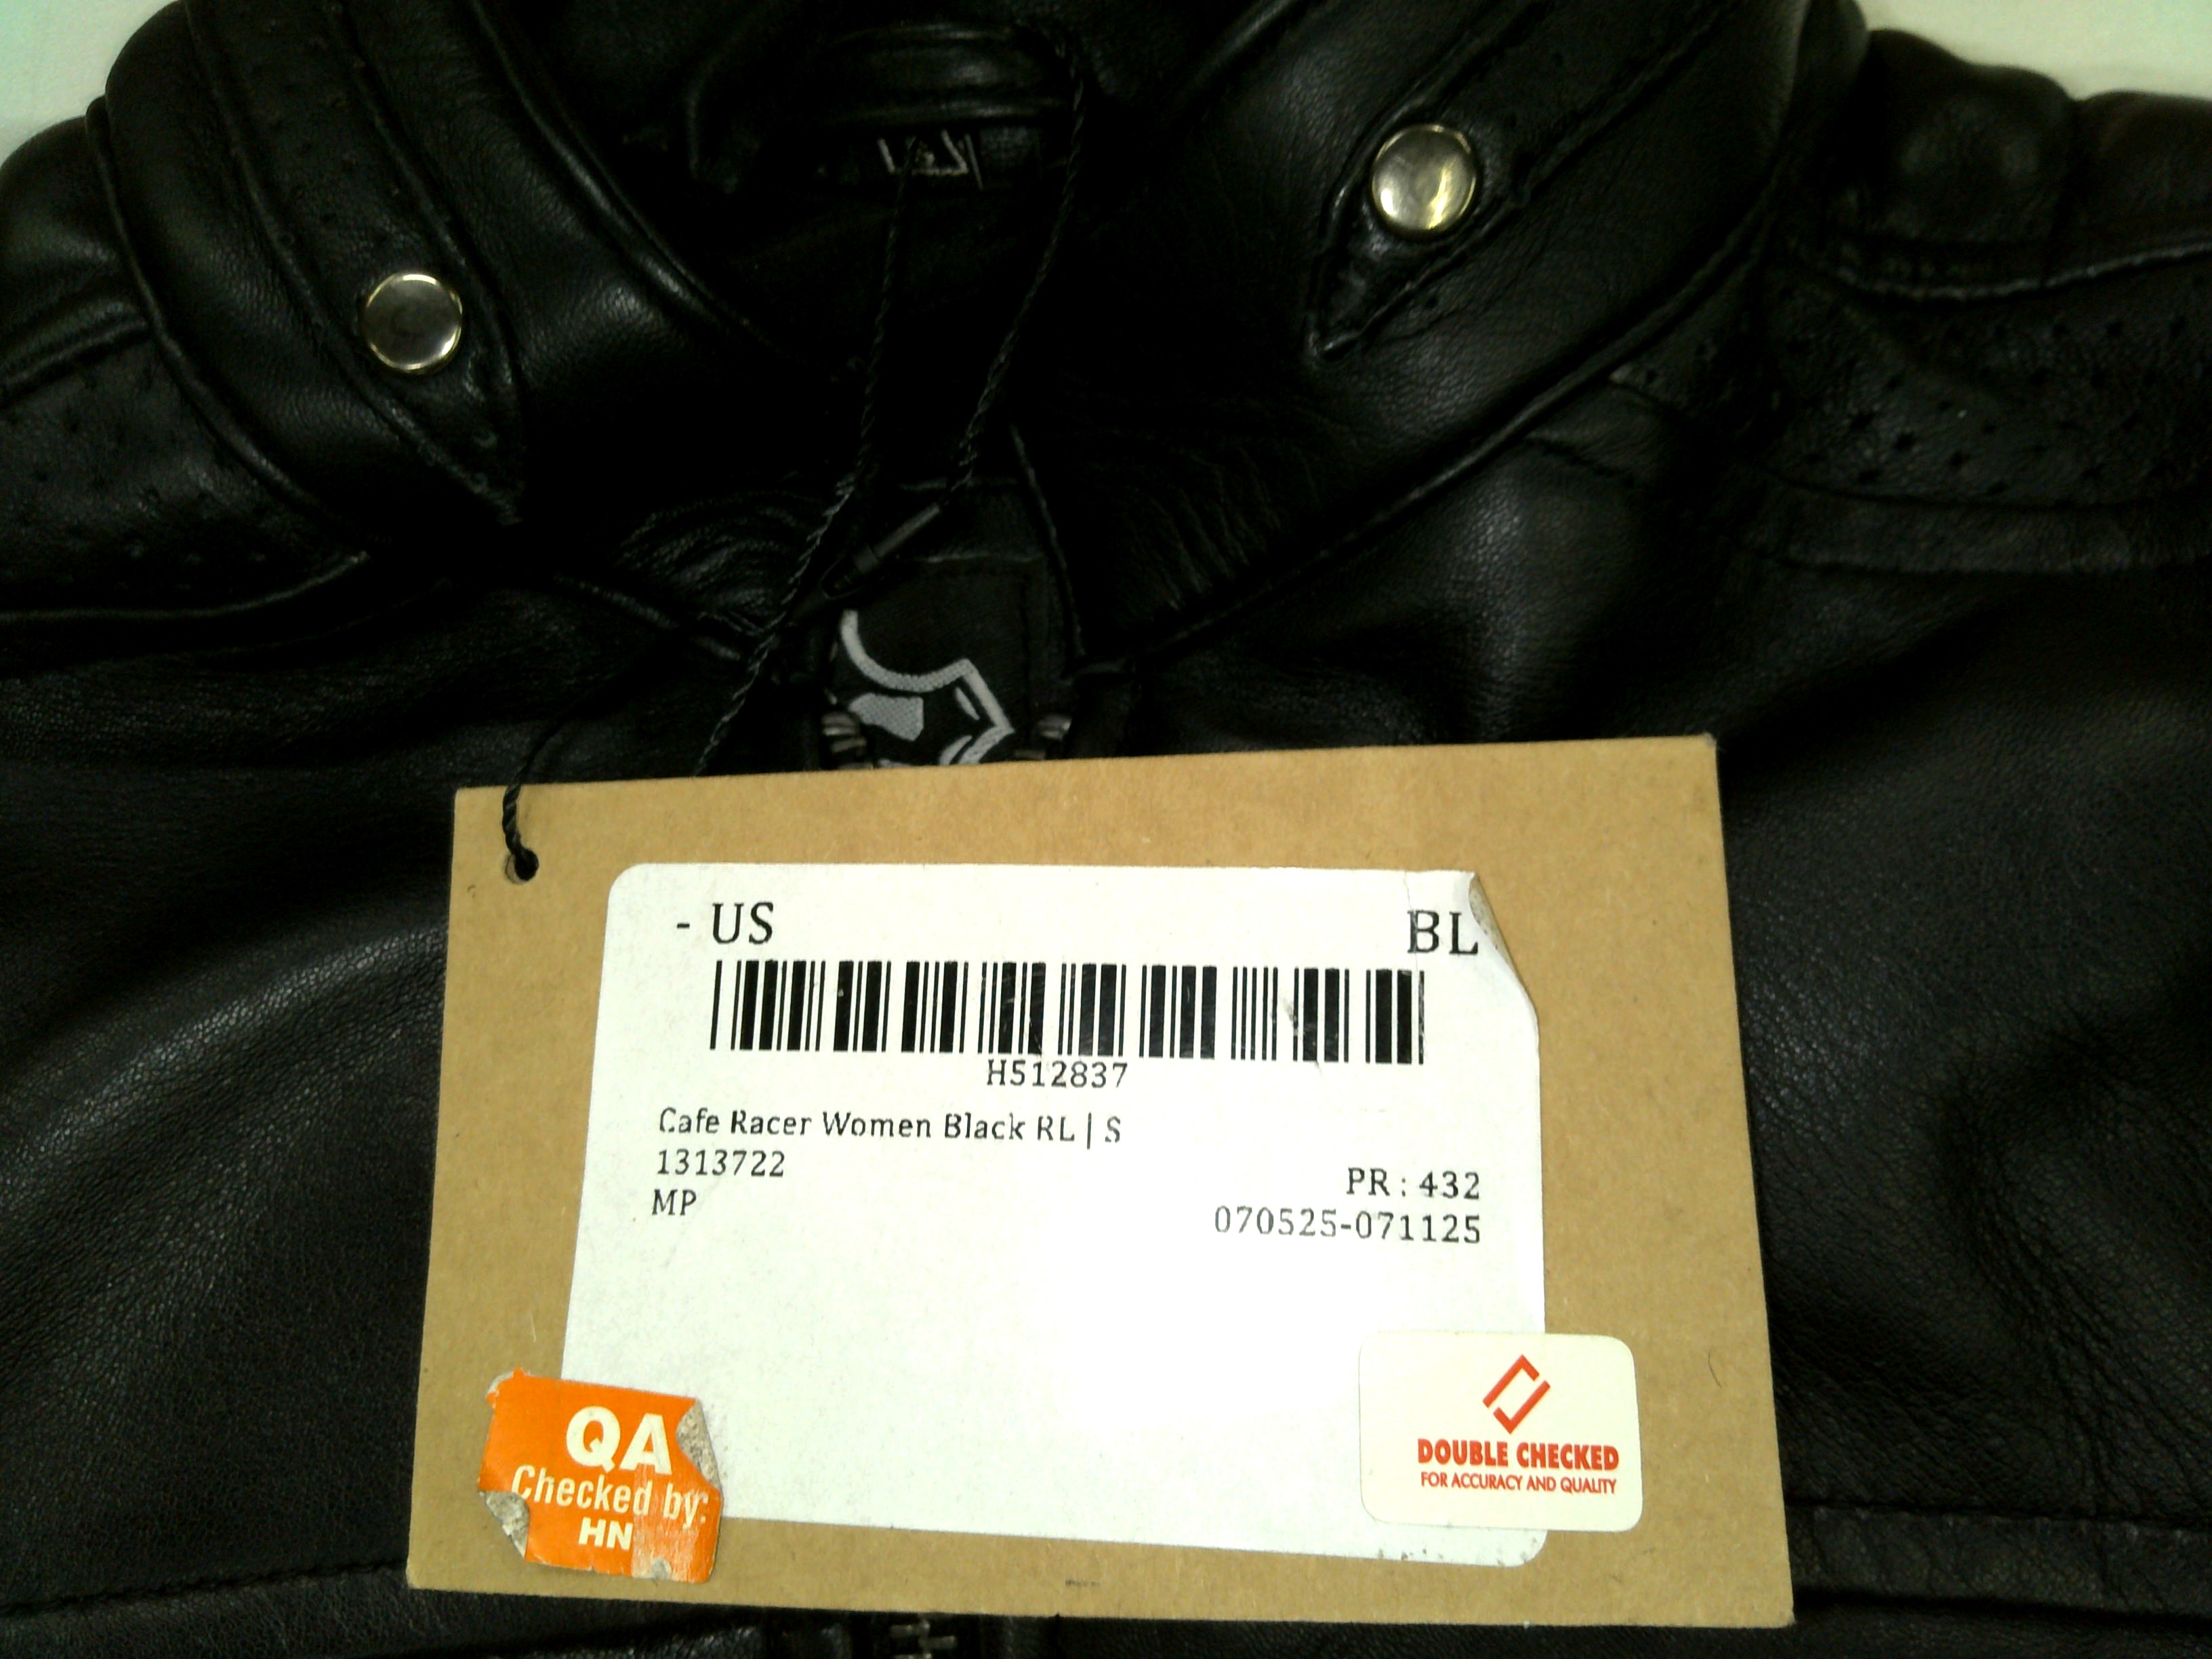 - US BL
H512837
Cafe Racer Women Black RL | S
1313722
PR : 432
MP
070525-071125
QA
Checked by:
HN
DOUBLE CHECKED
FOR ACCURACY AND QUALITY